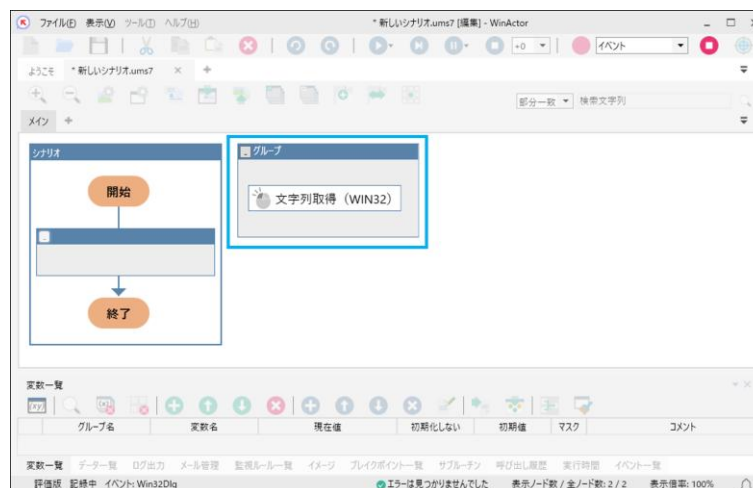 ファイル(F) 表示(V) ツール(T) ヘルプ(H) * 新しいシナリオ.ums7 [編集] - WinActor
+0 イベント
ようこそ * 新しいシナリオ.ums7 × +
部分一致 検索文字列
メイン +
シナリオ
開始
終了
グループ
文字列取得（WIN32）
変数一覧
グループ名 変数名 現在値 初期化しない 初期値 マスク コメント
変数一覧 データ一覧 ログ出力 メール管理 監視ルール一覧 イメージ ブレイクポイント一覧 サブルーチン 呼び出し履歴 実行時間 イベント一覧
評価版 記録中 イベント: Win32Dlg エラーは見つかりませんでした 表示ノード数 / 全ノード数: 2 / 2 表示倍率: 100%